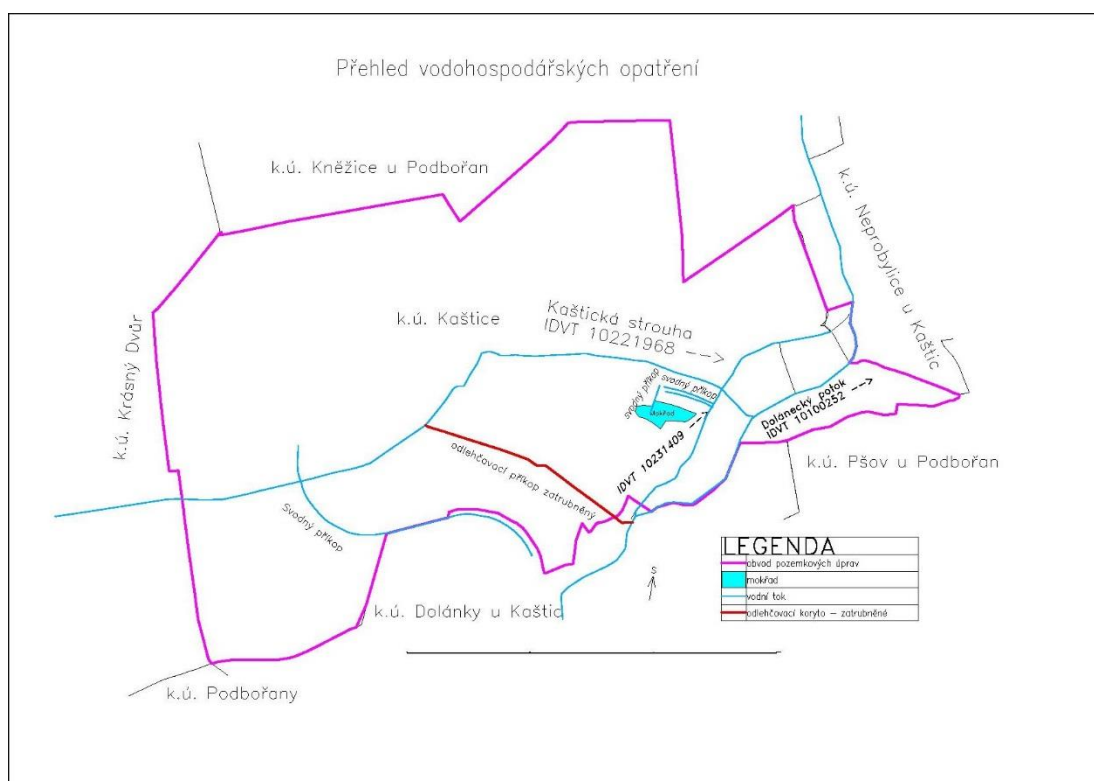 Přehled vodohospodářských opatření
k.ú. Kněžice u Podbořan
k.ú. Neprobylice u Kaštic
k.ú. Krásný Dvůr
k.ú. Kaštice
Kaštická strouha
IDVT 10221968 -->
svodný příkop
svodný příkop
Mokřad
IDVT 10231409 -->
Dolánecký potok
IDVT 10100252 -->
odlehčovací příkop zatrubněný
k.ú. Pšov u Podbořan
Svodný příkop
S
k.ú. Dolánky u Kaštic
k.ú. Podbořany
LEGENDA
obvod pozemkových úprav
mokřad
vodní tok
odlehčovací koryto – zatrubněné